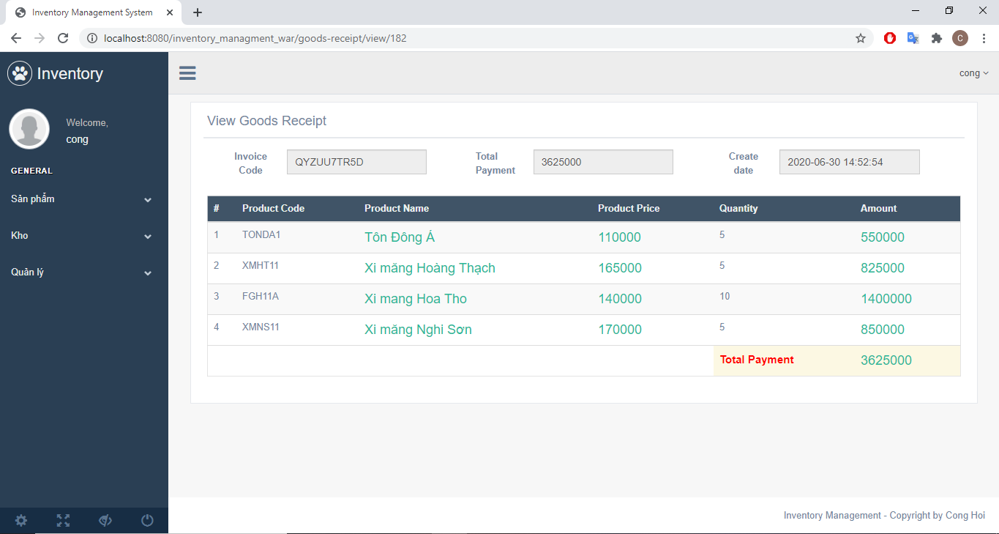 Inventory Management System
localhost:8080/inventory_managment_war/goods-receipt/view/182
C
Inventory
cong
Welcome,
cong
GENERAL
Sản phẩm
Kho
Quản lý
View Goods Receipt
Invoice Code
QYZUU7TR5D
Total Payment
3625000
Create date
2020-06-30 14:52:54
# Product Code Product Name Product Price Quantity Amount
1 TONDA1 Tôn Đông Á 110000 5 550000
2 XMHT11 Xi măng Hoàng Thạch 165000 5 825000
3 FGH11A Xi mang Hoa Tho 140000 10 1400000
4 XMNS11 Xi măng Nghi Sơn 170000 5 850000
Total Payment 3625000
Inventory Management - Copyright by Cong Hoi